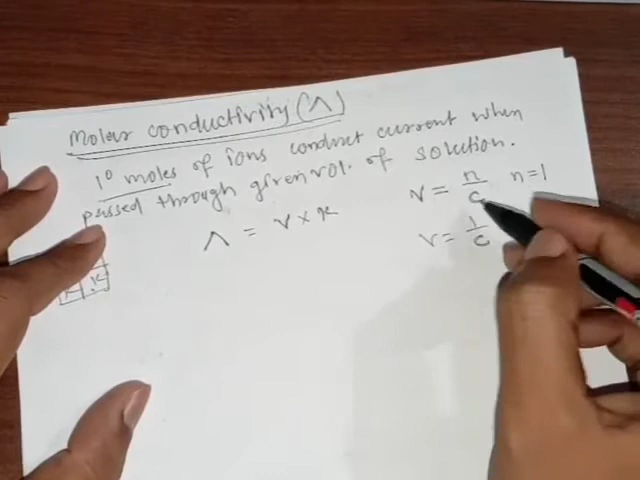 Molar conductivity (Λ)
1° moles of ions conduct current when
passed through given vol. of solution.
Λ = V × K
V = n/c n=1
V = 1/c